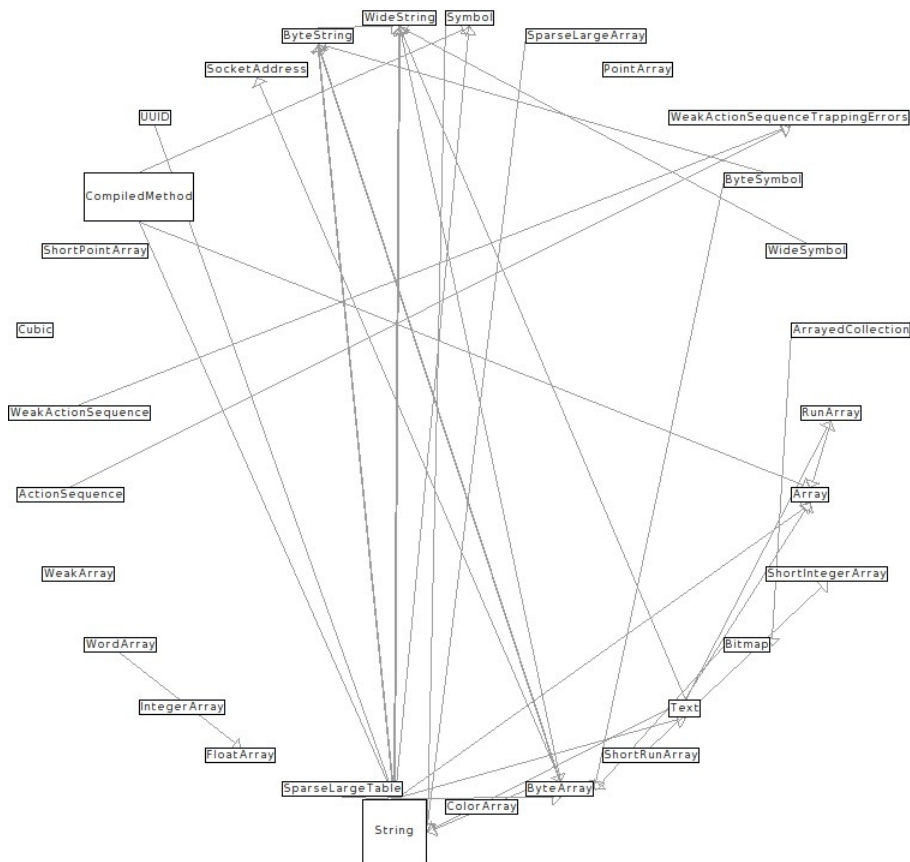 WideString
Symbol
ByteString
SparseLargeArray
SocketAddress
PointArray
UUID
WeakActionSequenceTrappingErrors
ByteSymbol
CompiledMethod
ShortPointArray
WideSymbol
Cubic
ArrayedCollection
WeakActionSequence
RunArray
ActionSequence
Array
WeakArray
ShortIntegerArray
WordArray
Bitmap
IntegerArray
Text
FloatArray
ShortRunArray
SparseLargeTable
ByteArray
ColorArray
String